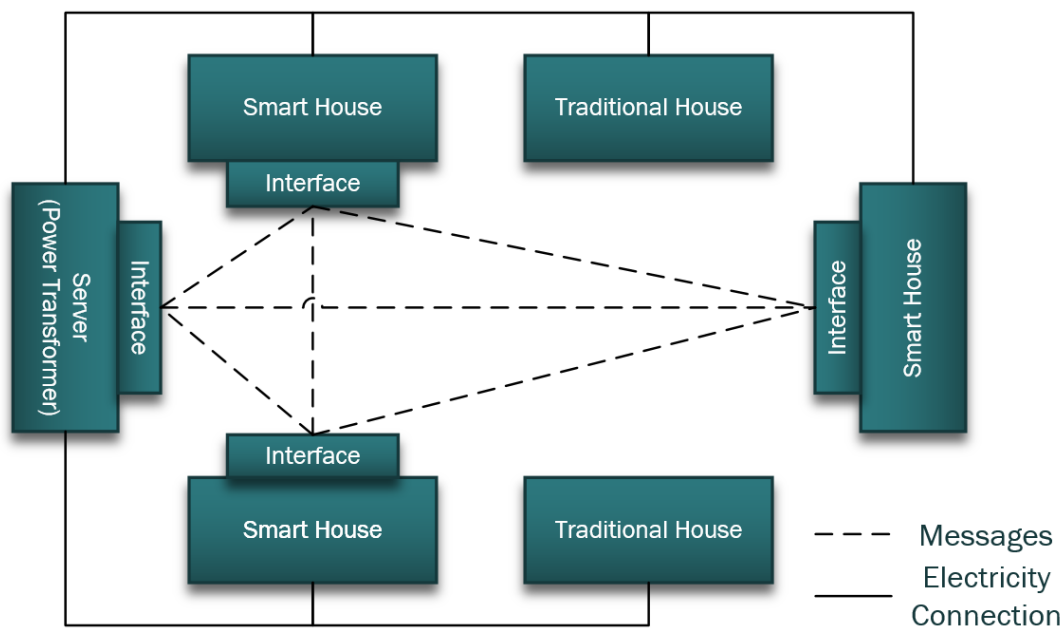 Smart House
Traditional House
Interface
Server
(Power Transformer)
Interface
Interface
Smart House
Interface
Smart House
Traditional House
Messages
Electricity
Connection